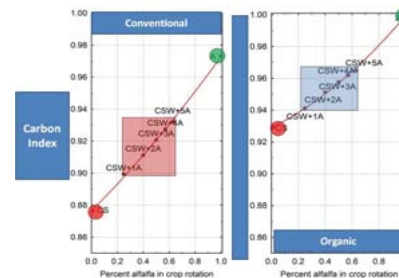 Conventional
Carbon
Index
1.00
0.98
0.96
0.94
0.92
0.90
0.88
0.86
CSW+5A
CSW+4A
CSW+3A
CSW+2A
CSW+1A
CS
0.0 0.2 0.4 0.6 0.8 1.0
Percent alfalfa in crop rotation
1.00
0.98
0.96
0.94
0.92
0.90
0.88
0.86
CSW+5A
CSW+4A
CSW+3A
CSW+2A
CSW+1A
Organic
0.0 0.2 0.4 0.6 0.8
Percent alfalfa in crop rotation